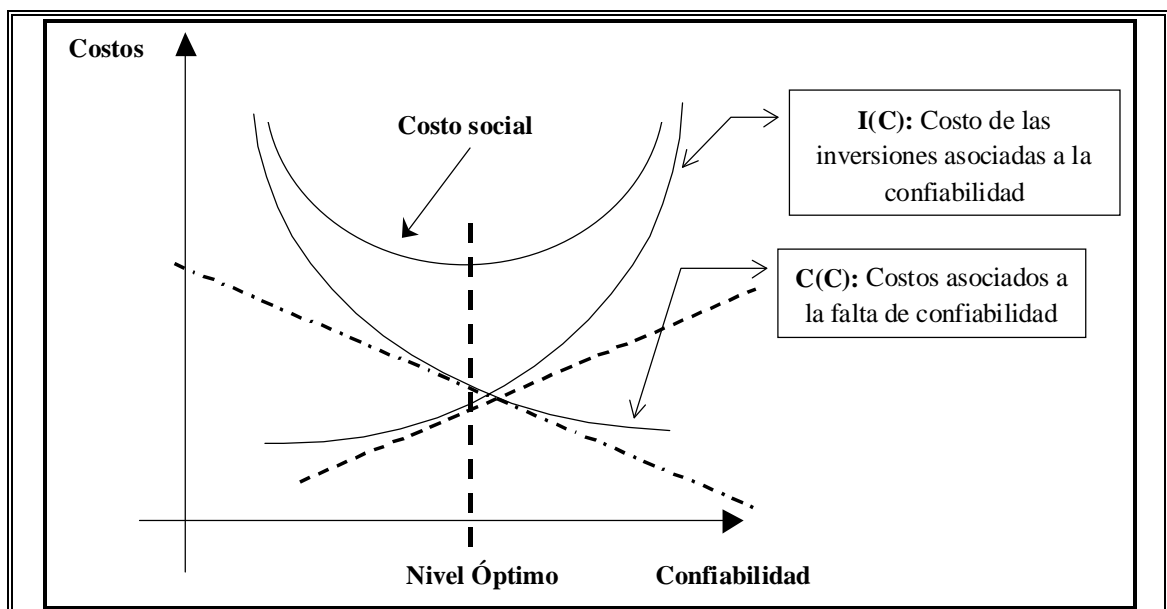 Costos
Costo social
I(C): Costo de las
inversiones asociadas a la
confiabilidad
C(C): Costos asociados a
la falta de confiabilidad
Nivel Óptimo
Confiabilidad